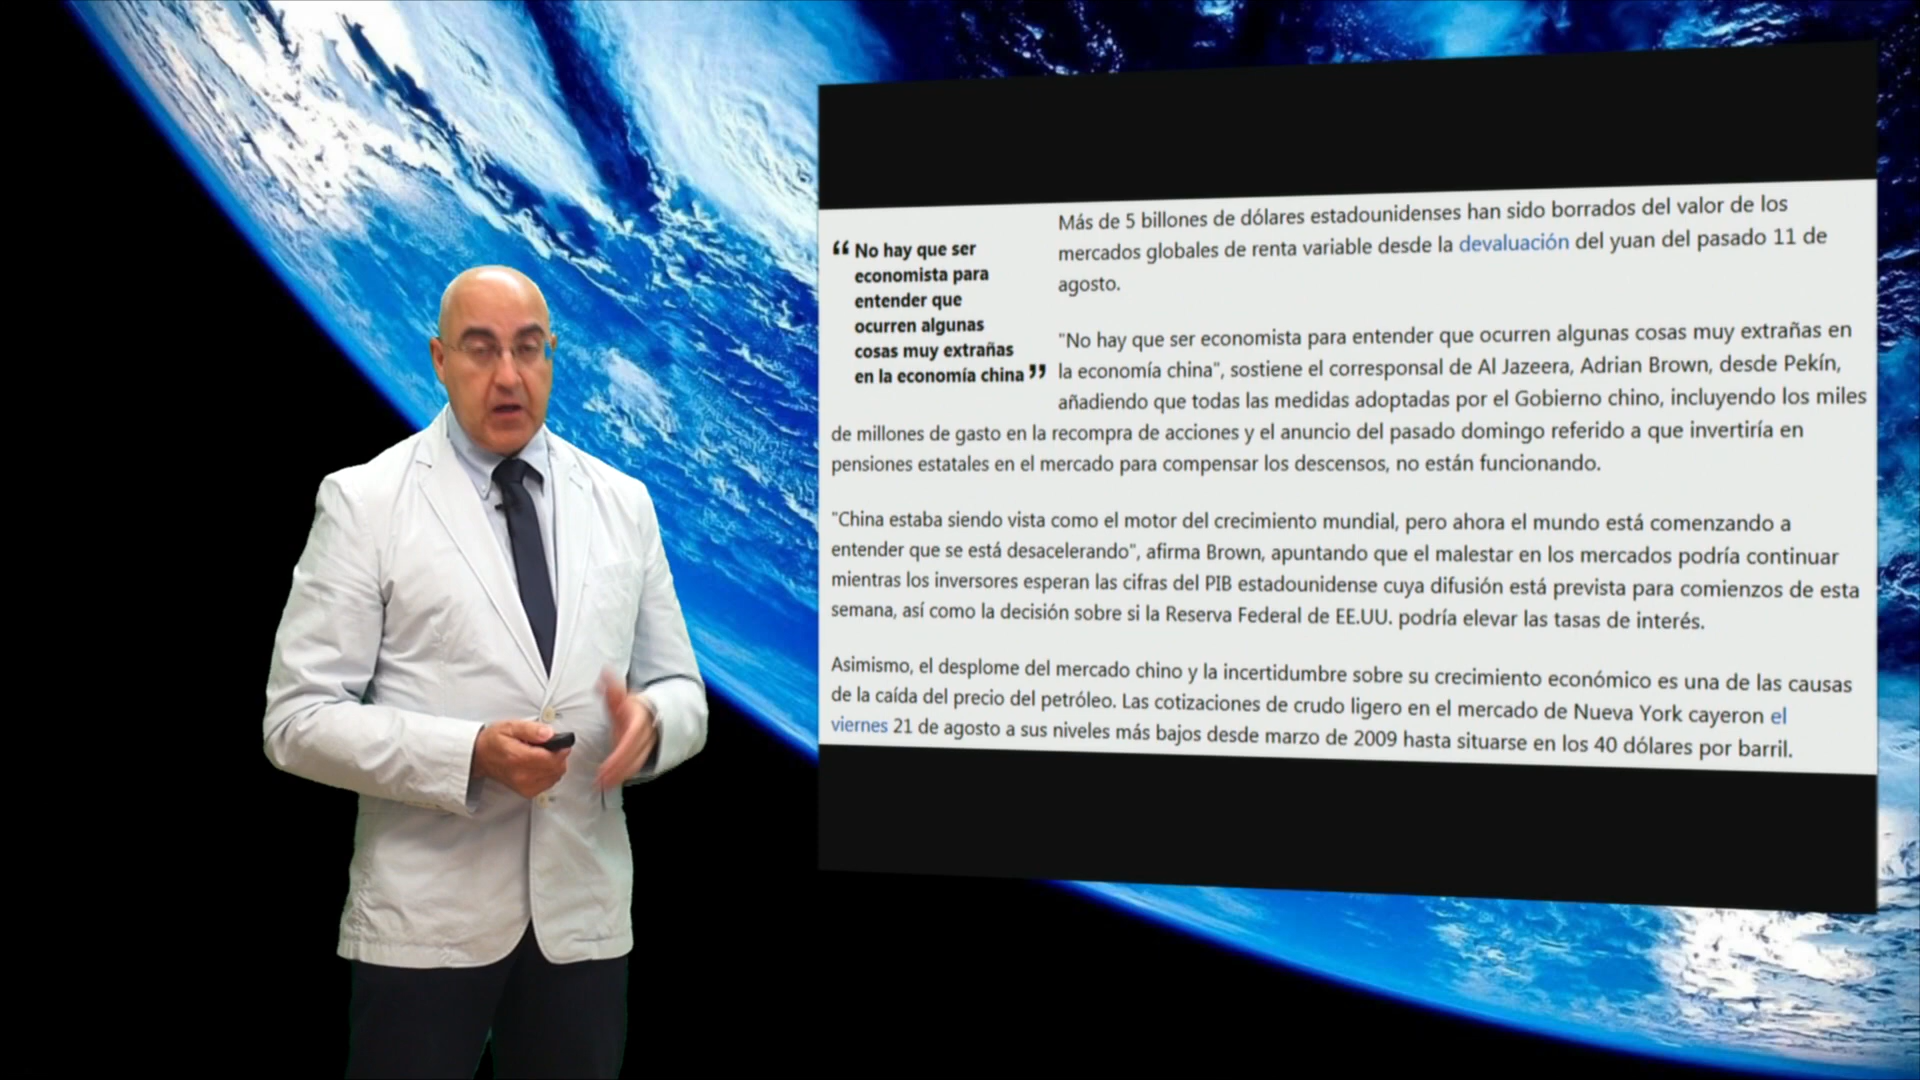 “ No hay que ser
economista para
entender que
ocurren algunas
cosas muy extrañas
en la economía china ”
Más de 5 billones de dólares estadounidenses han sido borrados del valor de los
mercados globales de renta variable desde la devaluación del yuan del pasado 11 de
agosto.
"No hay que ser economista para entender que ocurren algunas cosas muy extrañas en
la economía china", sostiene el corresponsal de Al Jazeera, Adrian Brown, desde Pekín,
añadiendo que todas las medidas adoptadas por el Gobierno chino, incluyendo los miles
de millones de gasto en la recompra de acciones y el anuncio del pasado domingo referido a que invertiría en
pensiones estatales en el mercado para compensar los descensos, no están funcionando.
"China estaba siendo vista como el motor del crecimiento mundial, pero ahora el mundo está comenzando a
entender que se está desacelerando", afirma Brown, apuntando que el malestar en los mercados podría continuar
mientras los inversores esperan las cifras del PIB estadounidense cuya difusión está prevista para comienzos de esta
semana, así como la decisión sobre si la Reserva Federal de EE.UU. podría elevar las tasas de interés.
Asimismo, el desplome del mercado chino y la incertidumbre sobre su crecimiento económico es una de las causas
de la caída del precio del petróleo. Las cotizaciones de crudo ligero en el mercado de Nueva York cayeron el
viernes 21 de agosto a sus niveles más bajos desde marzo de 2009 hasta situarse en los 40 dólares por barril.